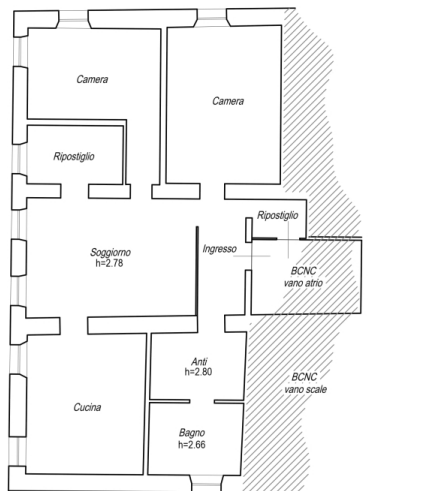 Camera
Camera
Ripostiglio
Ripostiglio
Soggiorno
h=2.78
Ingresso
BCNC
vano atrio
Anti
h=2.80
BCNC
vano scale
Cucina
Bagno
h=2.66